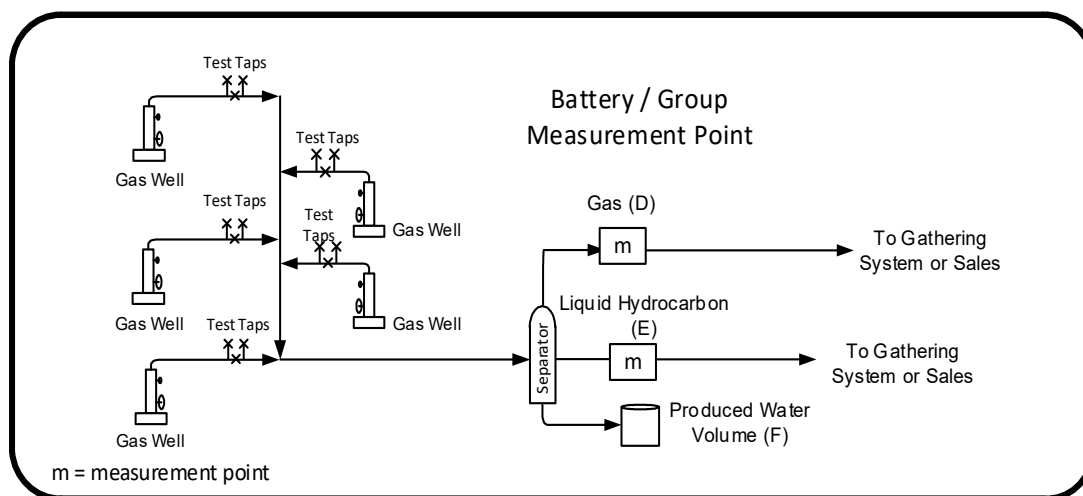 Test Taps
Gas Well
Battery / Group
Measurement Point
Test Taps
Gas Well
Test Taps
Gas Well
Test
Taps
Gas Well
Test Taps
Gas Well
Gas (D)
m
To Gathering
System or Sales
Liquid Hydrocarbon
(E)
Separator
m
To Gathering
System or Sales
Produced Water
Volume (F)
m = measurement point